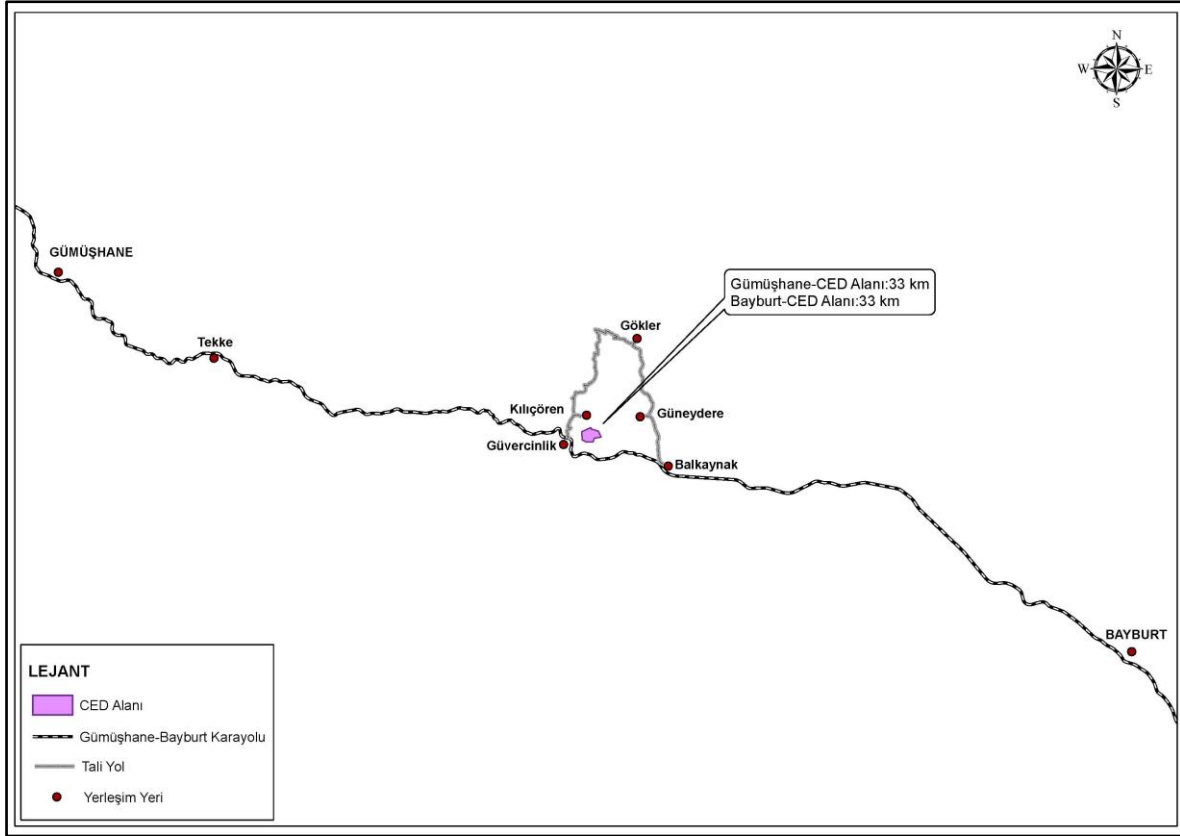 N
W E
S
GÜMÜŞHANE
Gümüşhane-CED Alanı:33 km
Bayburt-CED Alanı:33 km
Gökler
Tekke
Kılıçören
Güneydere
Güvercinlik
Balkaynak
BAYBURT
LEJANT
CED Alanı
Gümüşhane-Bayburt Karayolu
Tali Yol
Yerleşim Yeri